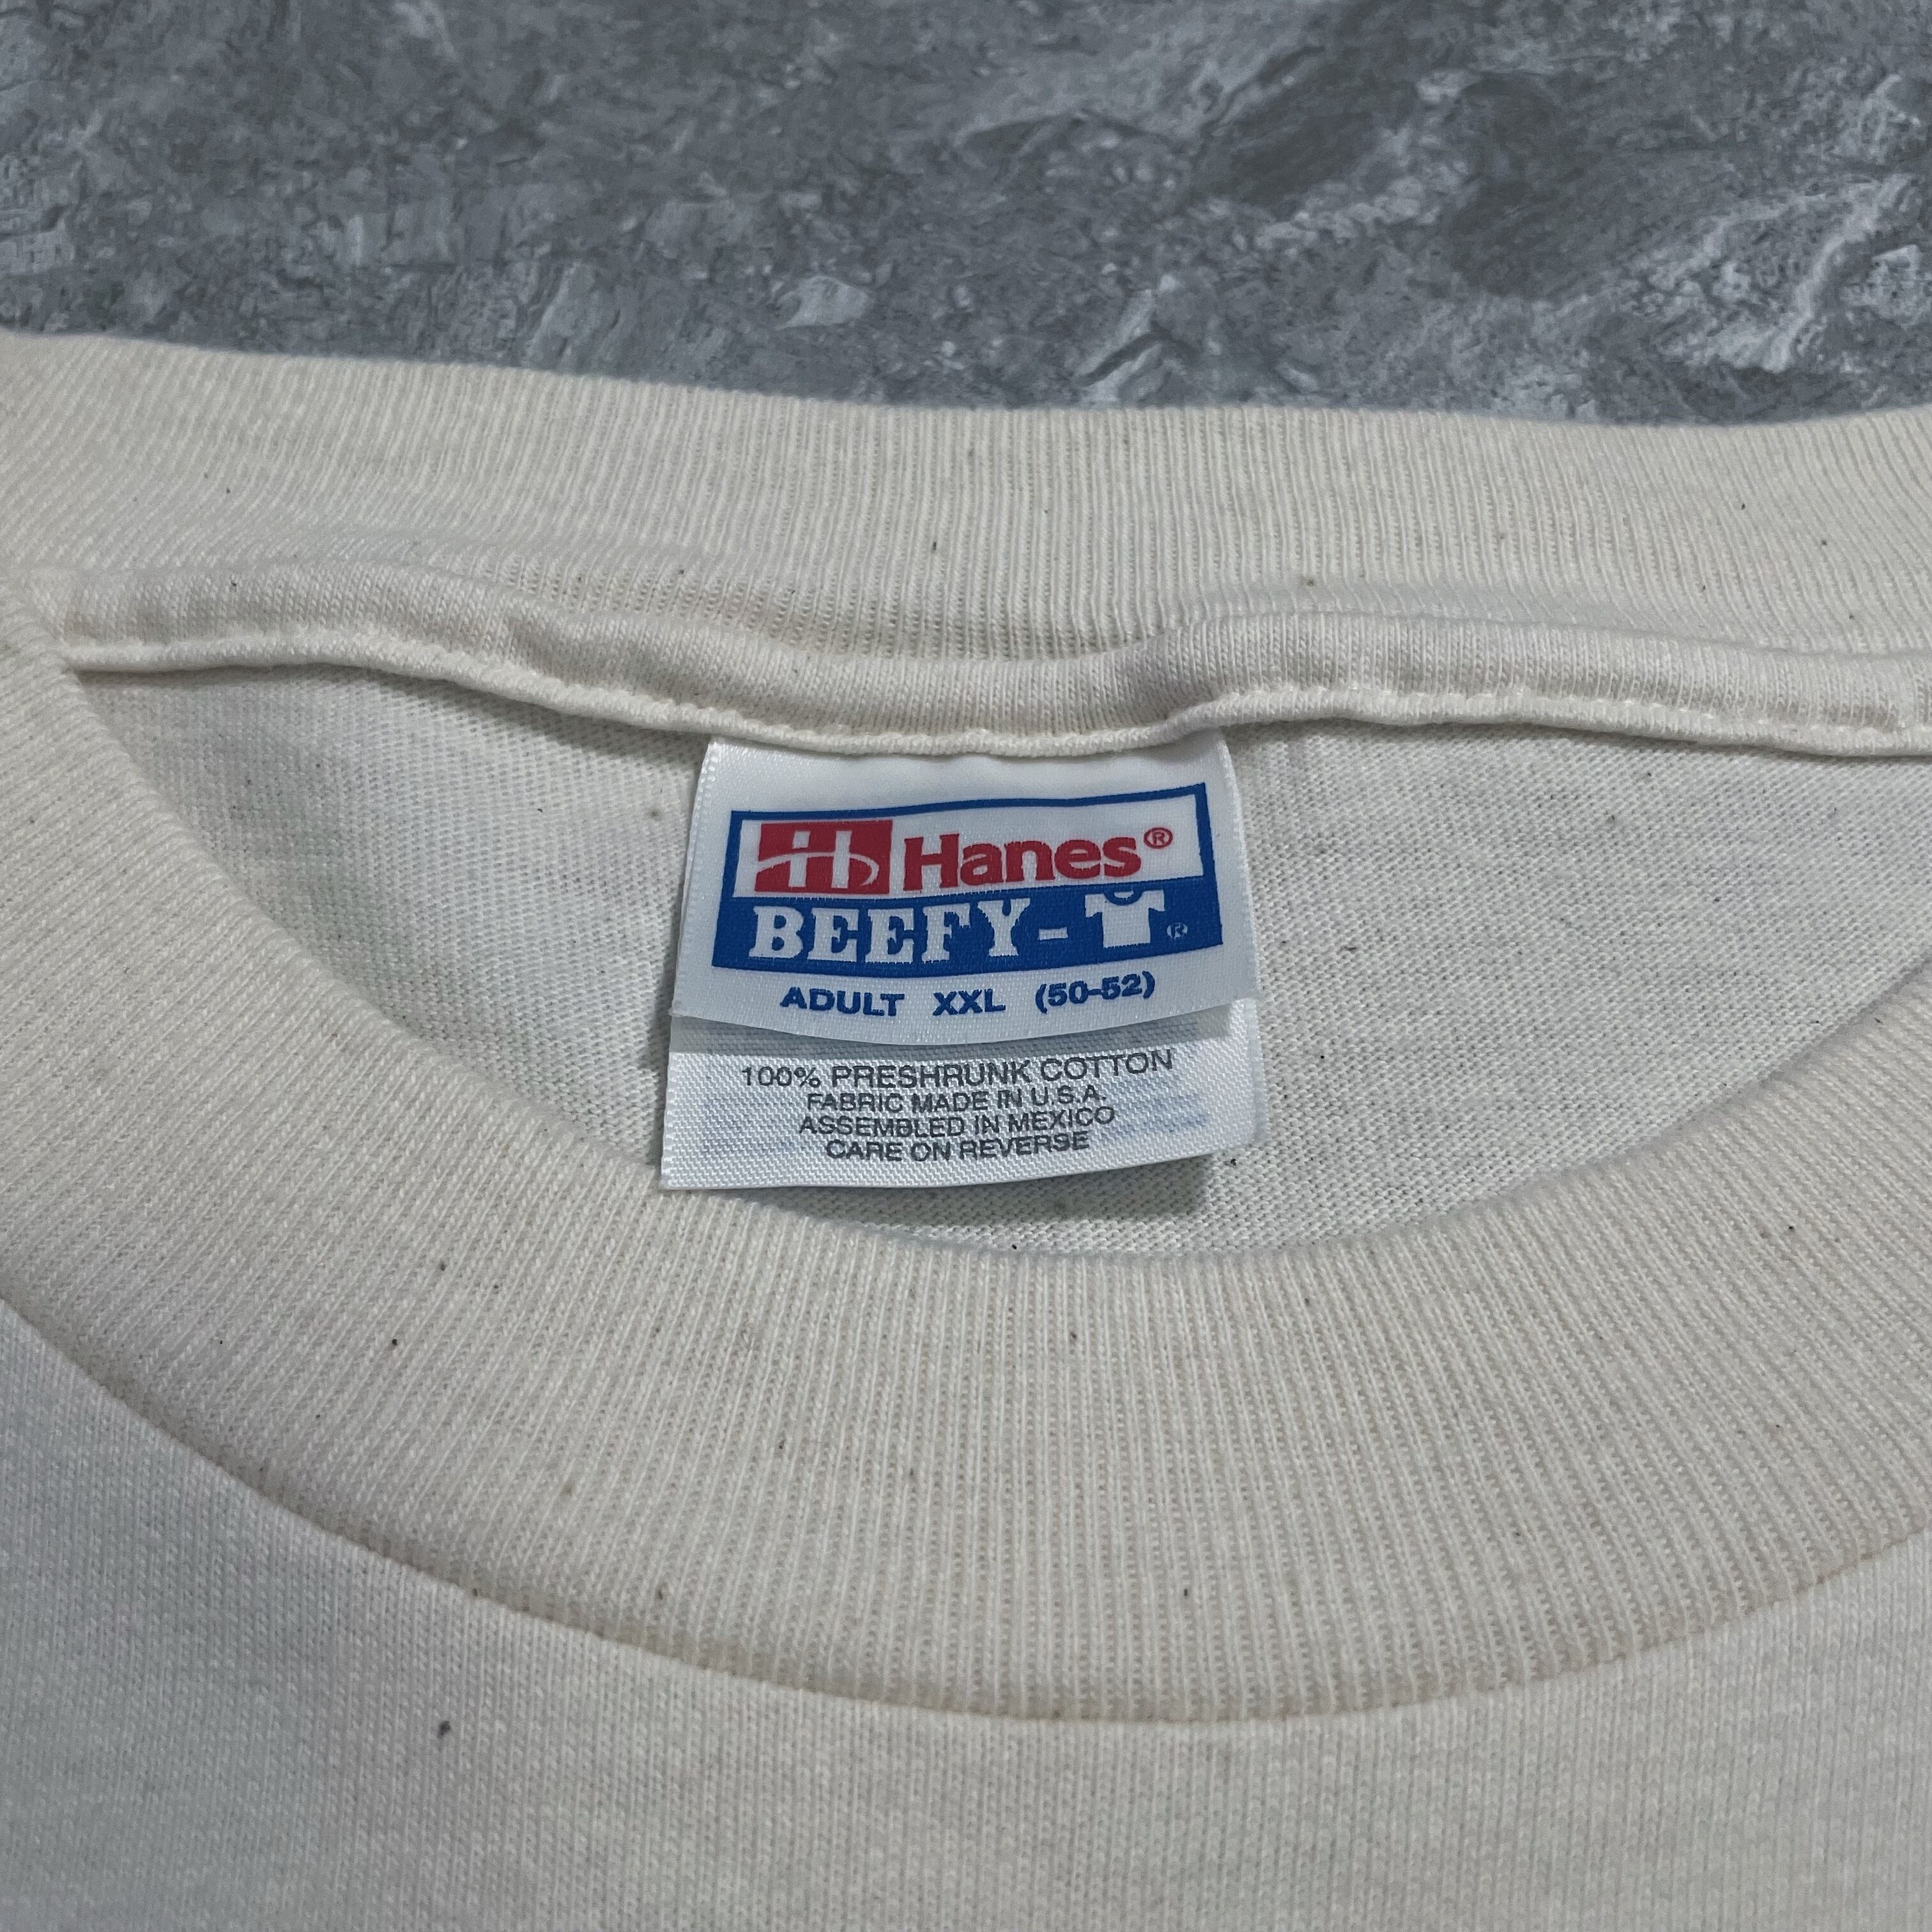 Hanes®
BEEFY-T®
ADULT XXL (50-52)
100% PRESHRUNK COTTON
FABRIC MADE IN U.S.A.
ASSEMBLED IN MEXICO
CARE ON REVERSE